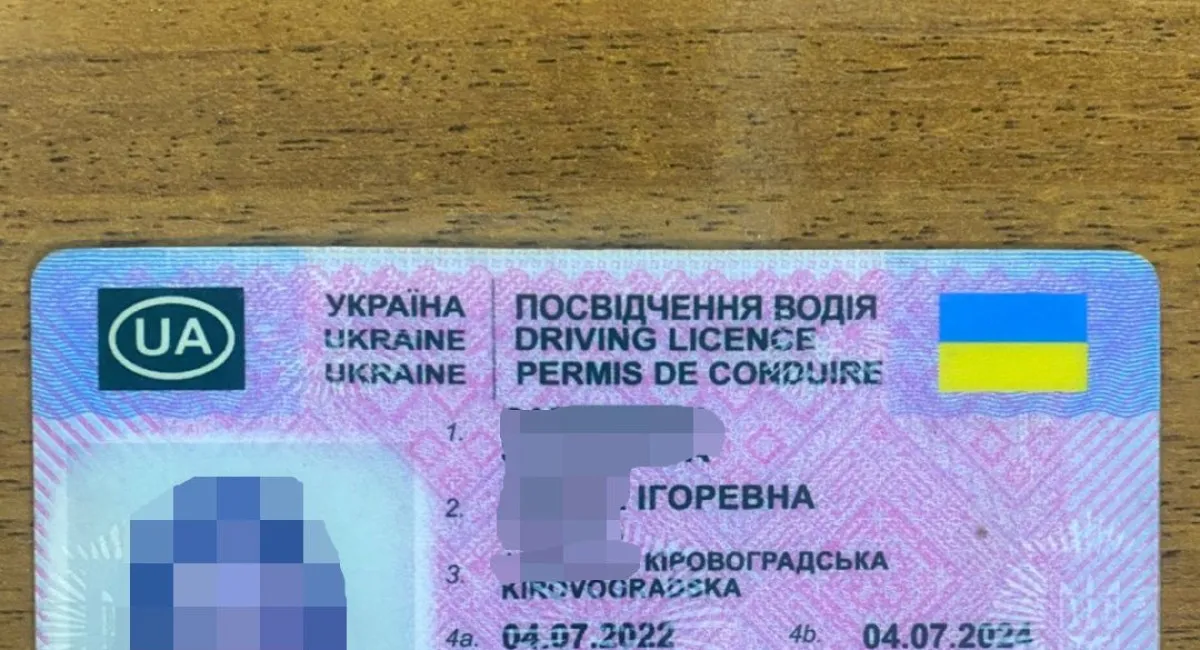 UA
УКРАЇНА
UKRAINE
UKRAINE
ПОСВІДЧЕННЯ ВОДІЯ
DRIVING LICENCE
PERMIS DE CONDUIRE
1.
2. ІГОРЕВНА
3. КІРОВОГРАДСЬКА
KIROVOGRADSKA
4a. 04.07.2022 4b. 04.07.2024